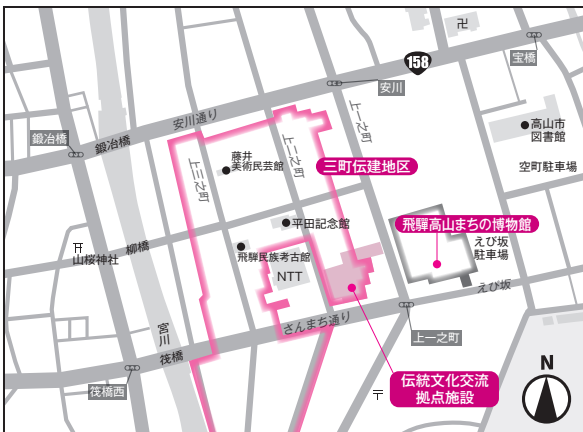 卍
宝橋
158
安川
安川通り
鍛冶橋
鍛冶橋
上一之町
上二之町
上三之町
高山市
図書館
空町駐車場
藤井
美術民芸館
三町伝建地区
平田記念館
飛騨高山まちの博物館
柳橋
山桜神社
飛騨民族考古館
えび坂
駐車場
NTT
えび坂
さんまち通り
上一之町
宮川
筏橋
筏橋西
伝統文化交流
拠点施設
〒
N